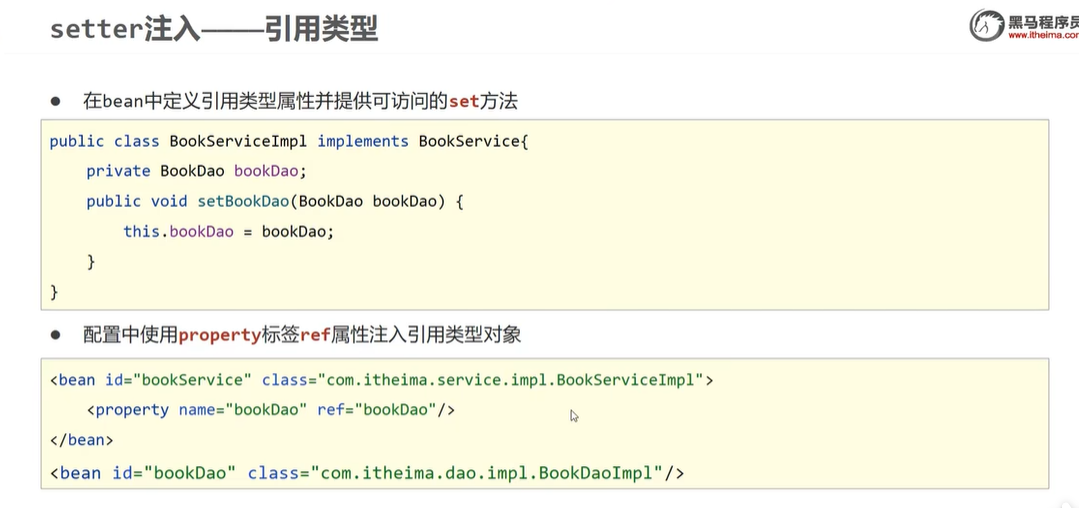 setter注入————引用类型
黑马程序员
www.itheima.com
● 在bean中定义引用类型属性并提供可访问的set方法
public class BookServiceImpl implements BookService{
    private BookDao bookDao;
    public void setBookDao(BookDao bookDao) {
        this.bookDao = bookDao;
    }
}
● 配置中使用property标签ref属性注入引用类型对象
<bean id="bookService" class="com.itheima.service.impl.BookServiceImpl">
    <property name="bookDao" ref="bookDao"/>
</bean>
<bean id="bookDao" class="com.itheima.dao.impl.BookDaoImpl"/>